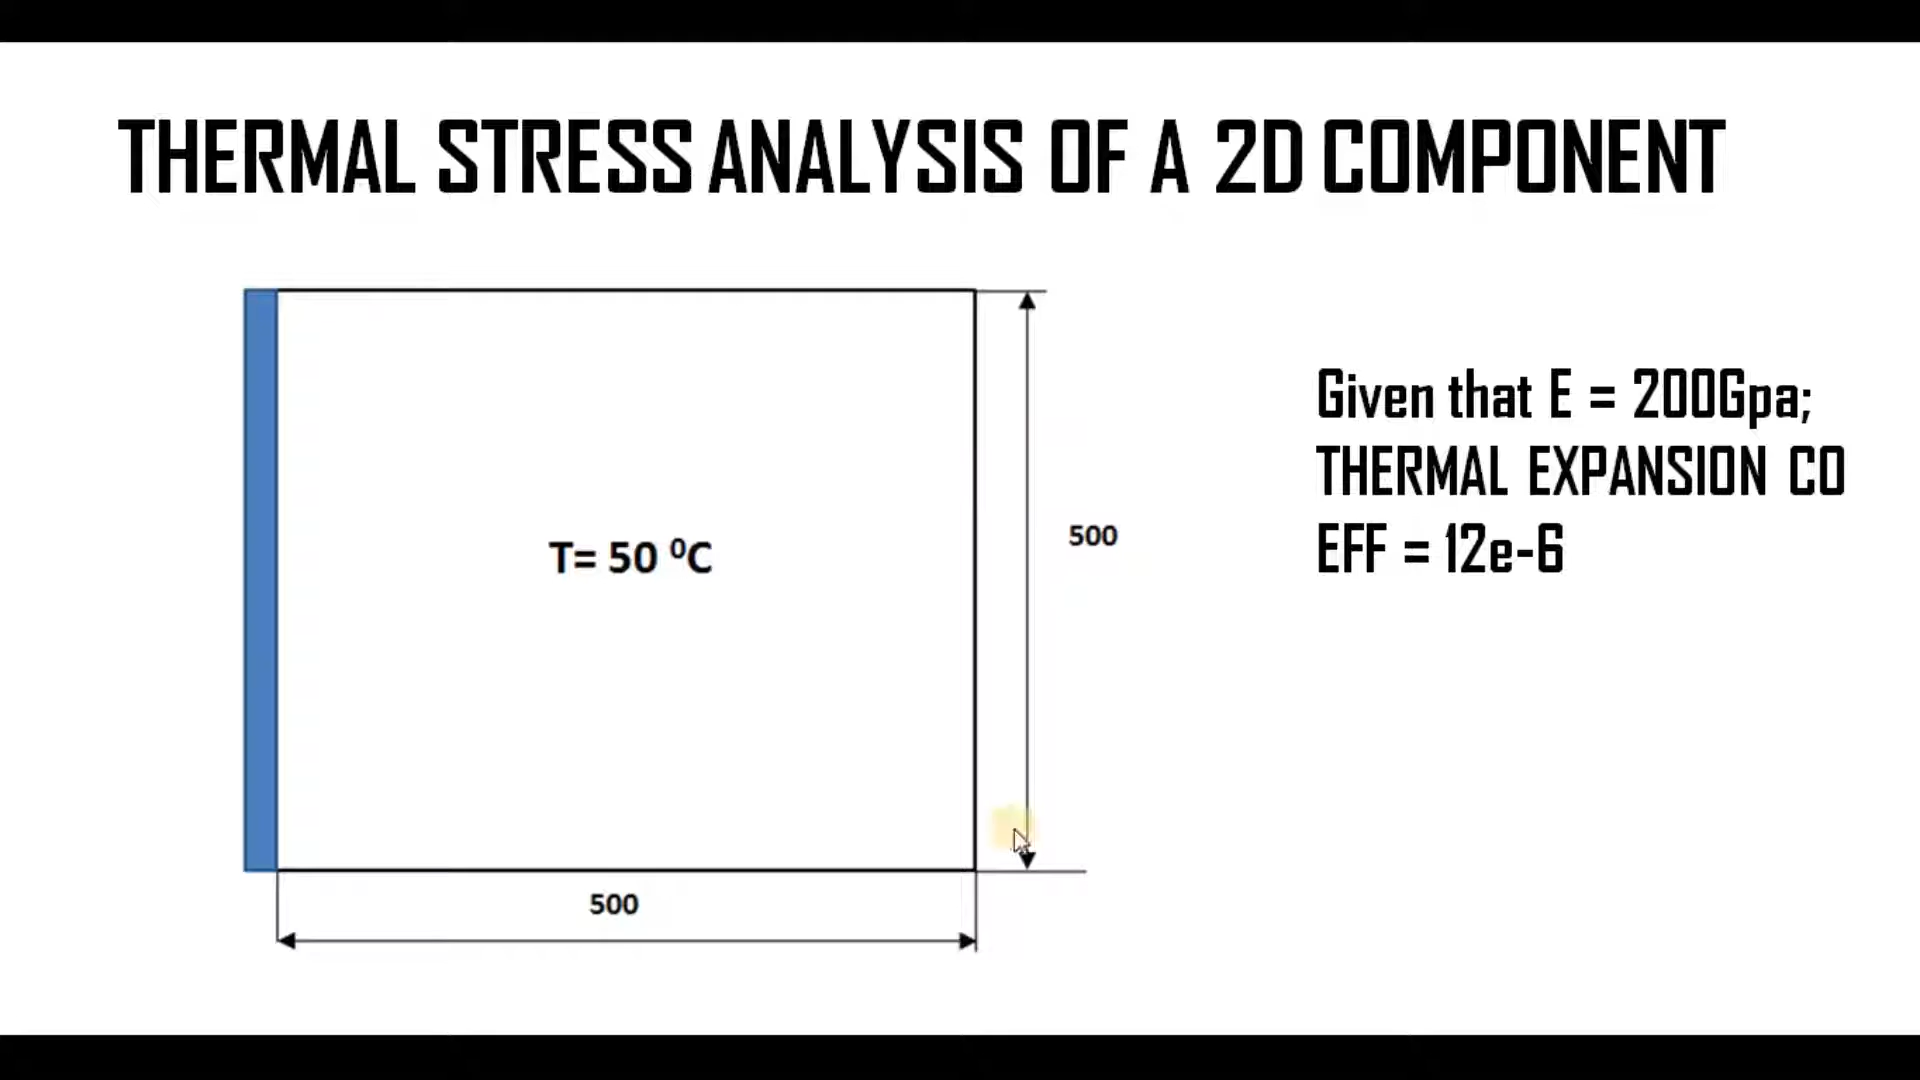 THERMAL STRESS ANALYSIS OF A 2D COMPONENT
Given that E = 200Gpa;
THERMAL EXPANSION CO
EFF = 12e-6
T= 50 ⁰C
500
500